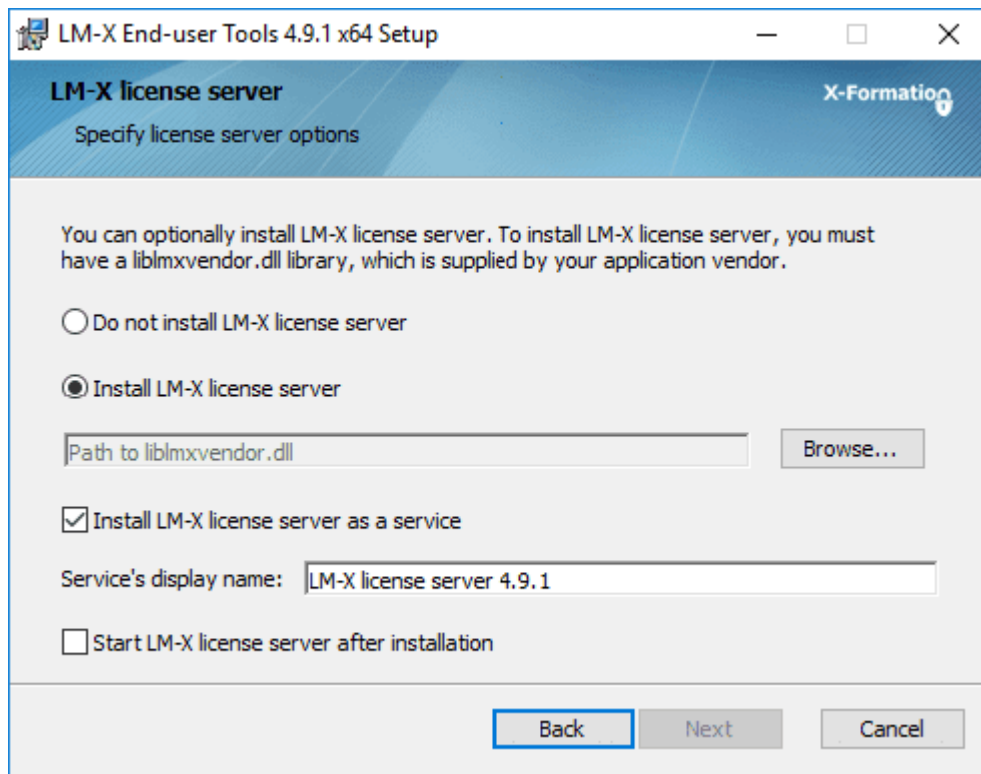 LM-X End-user Tools 4.9.1 x64 Setup
LM-X license server
X-Formation
Specify license server options
You can optionally install LM-X license server. To install LM-X license server, you must
have a liblmxvendor.dll library, which is supplied by your application vendor.
Do not install LM-X license server
Install LM-X license server
Path to liblmxvendor.dll
Browse...
Install LM-X license server as a service
Service's display name:
LM-X license server 4.9.1
Start LM-X license server after installation
Back
Next
Cancel